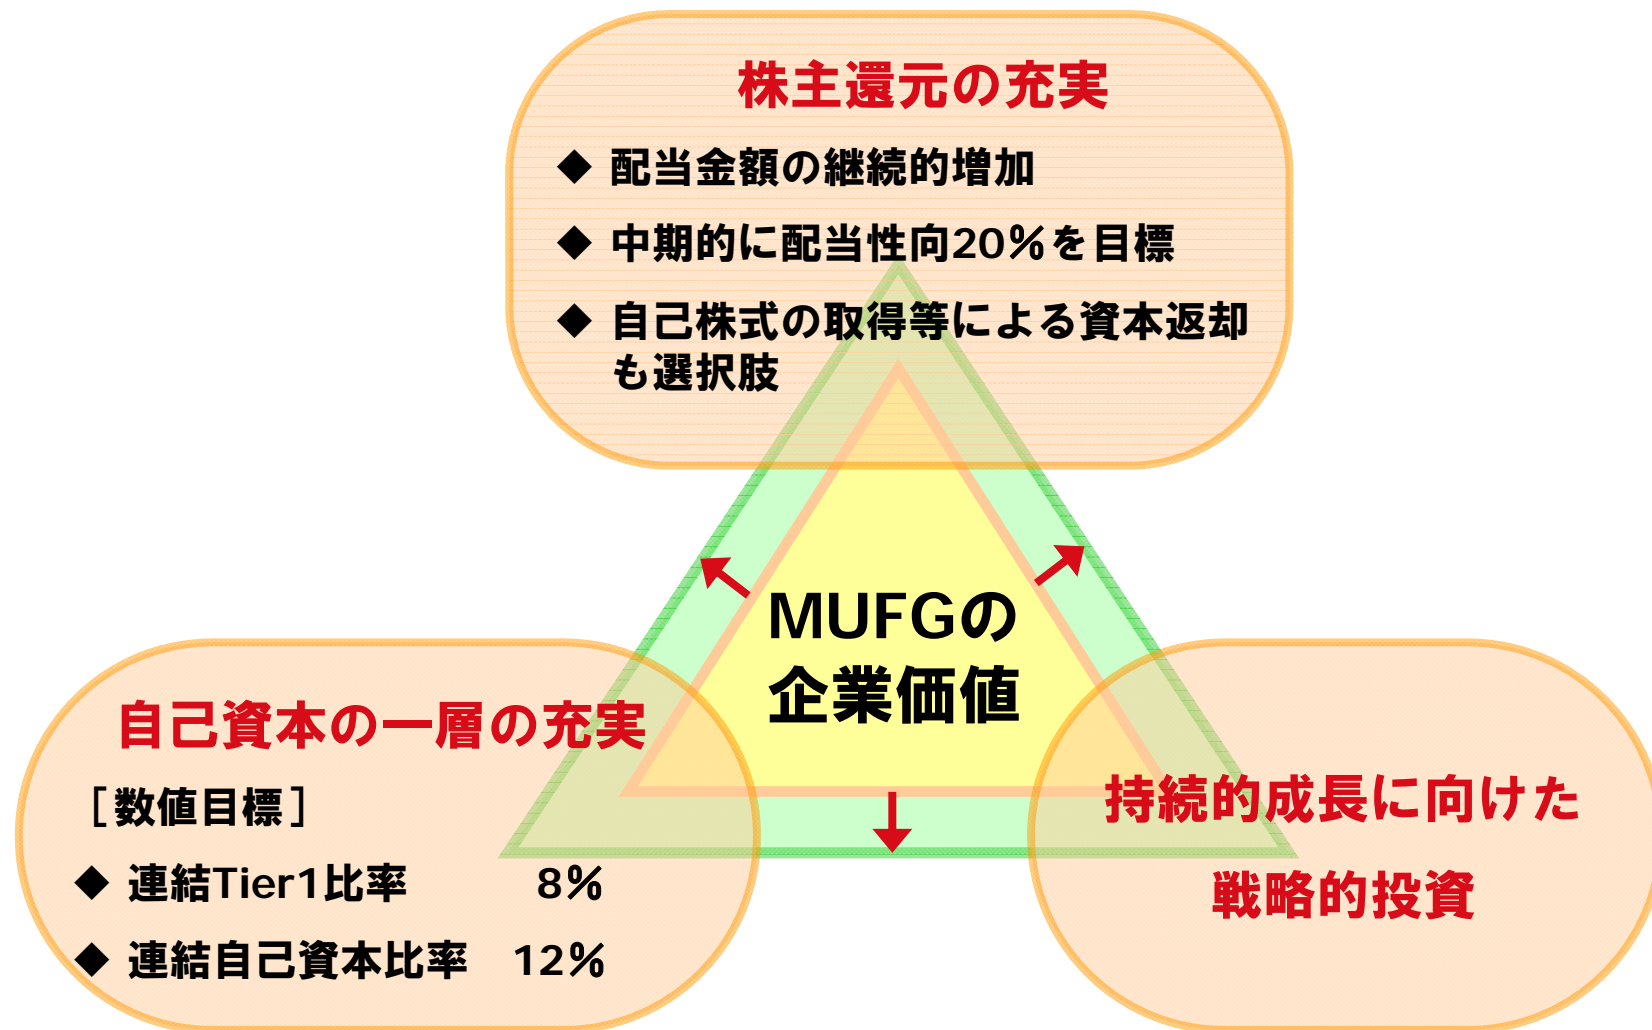 株主還元の充実
◆ 配当金額の継続的増加
◆ 中期的に配当性向20%を目標
◆ 自己株式の取得等による資本返却
も選択肢
MUFGの
企業価値
自己資本の一層の充実
[数値目標]
◆ 連結Tier1比率 8%
◆ 連結自己資本比率 12%
持続的成長に向けた
戦略的投資